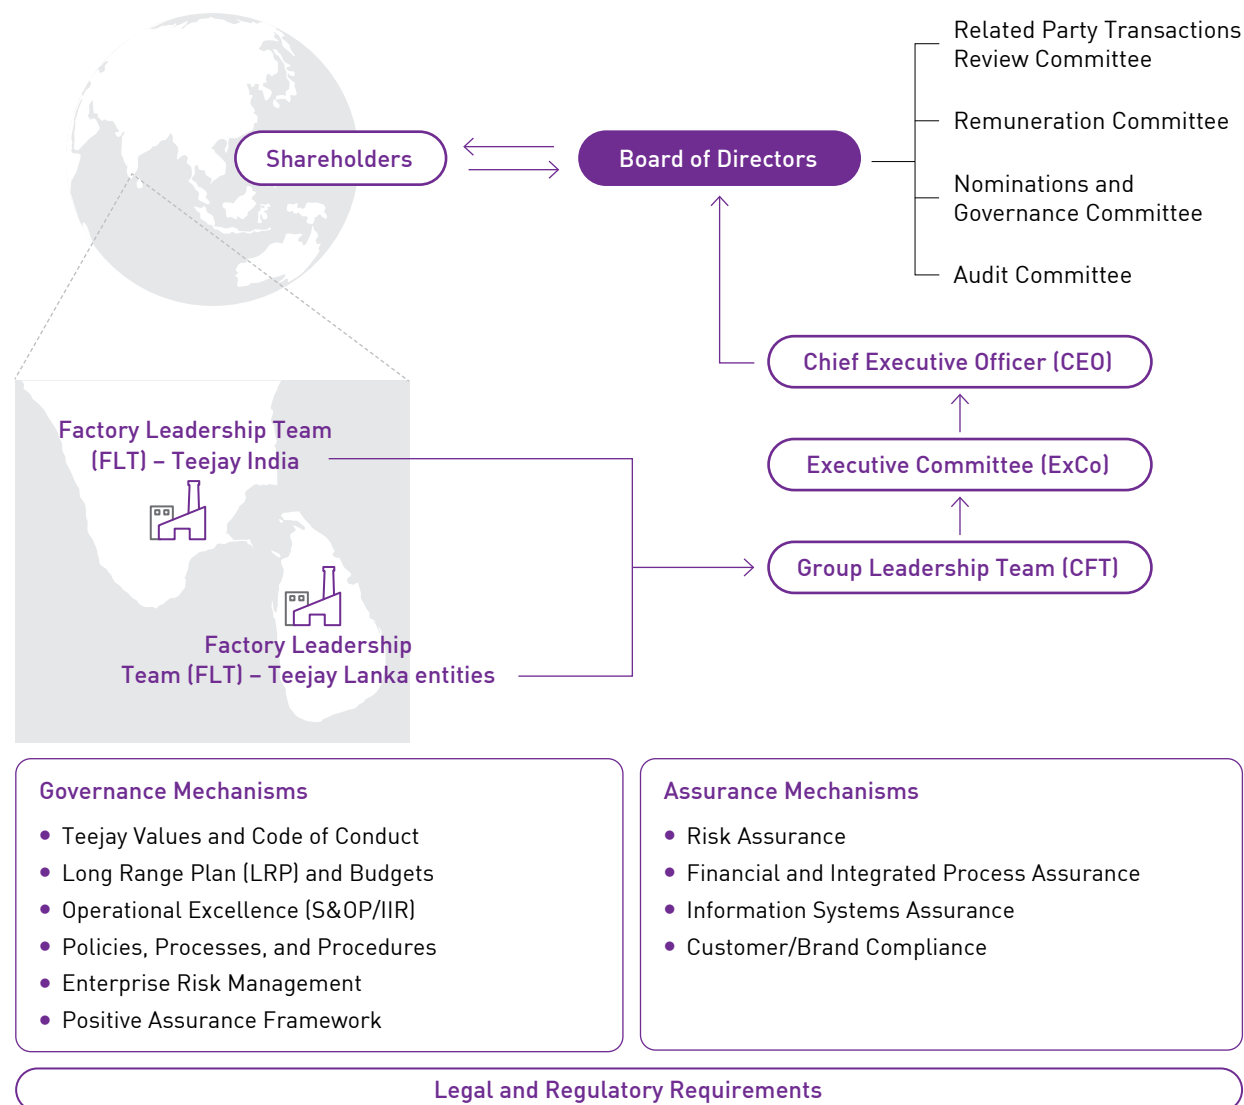 Related Party Transactions
Review Committee
Shareholders
Board of Directors
Remuneration Committee
Nominations and
Governance Committee
Audit Committee
Chief Executive Officer (CEO)
Factory Leadership Team
(FLT) – Teejay India
Executive Committee (ExCo)
Group Leadership Team (CFT)
Factory Leadership
Team (FLT) – Teejay Lanka entities
Governance Mechanisms
Teejay Values and Code of Conduct
Long Range Plan (LRP) and Budgets
Operational Excellence (S&OP/IIR)
Policies, Processes, and Procedures
Enterprise Risk Management
Positive Assurance Framework
Assurance Mechanisms
Risk Assurance
Financial and Integrated Process Assurance
Information Systems Assurance
Customer/Brand Compliance
Legal and Regulatory Requirements